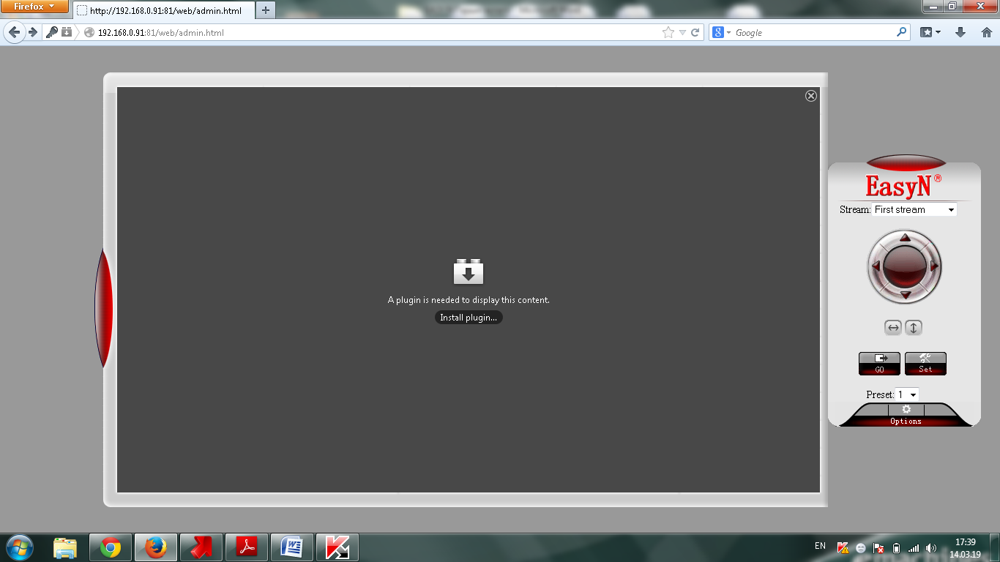 Firefox
http://192.168.0.91:81/web/admin.html
192.168.0.91:81/web/admin.html
Google
EasyN®
Stream: First stream
A plugin is needed to display this content.
Install plugin...
GO
Set
Preset: 1
Options
EN
17:39
14.03.19